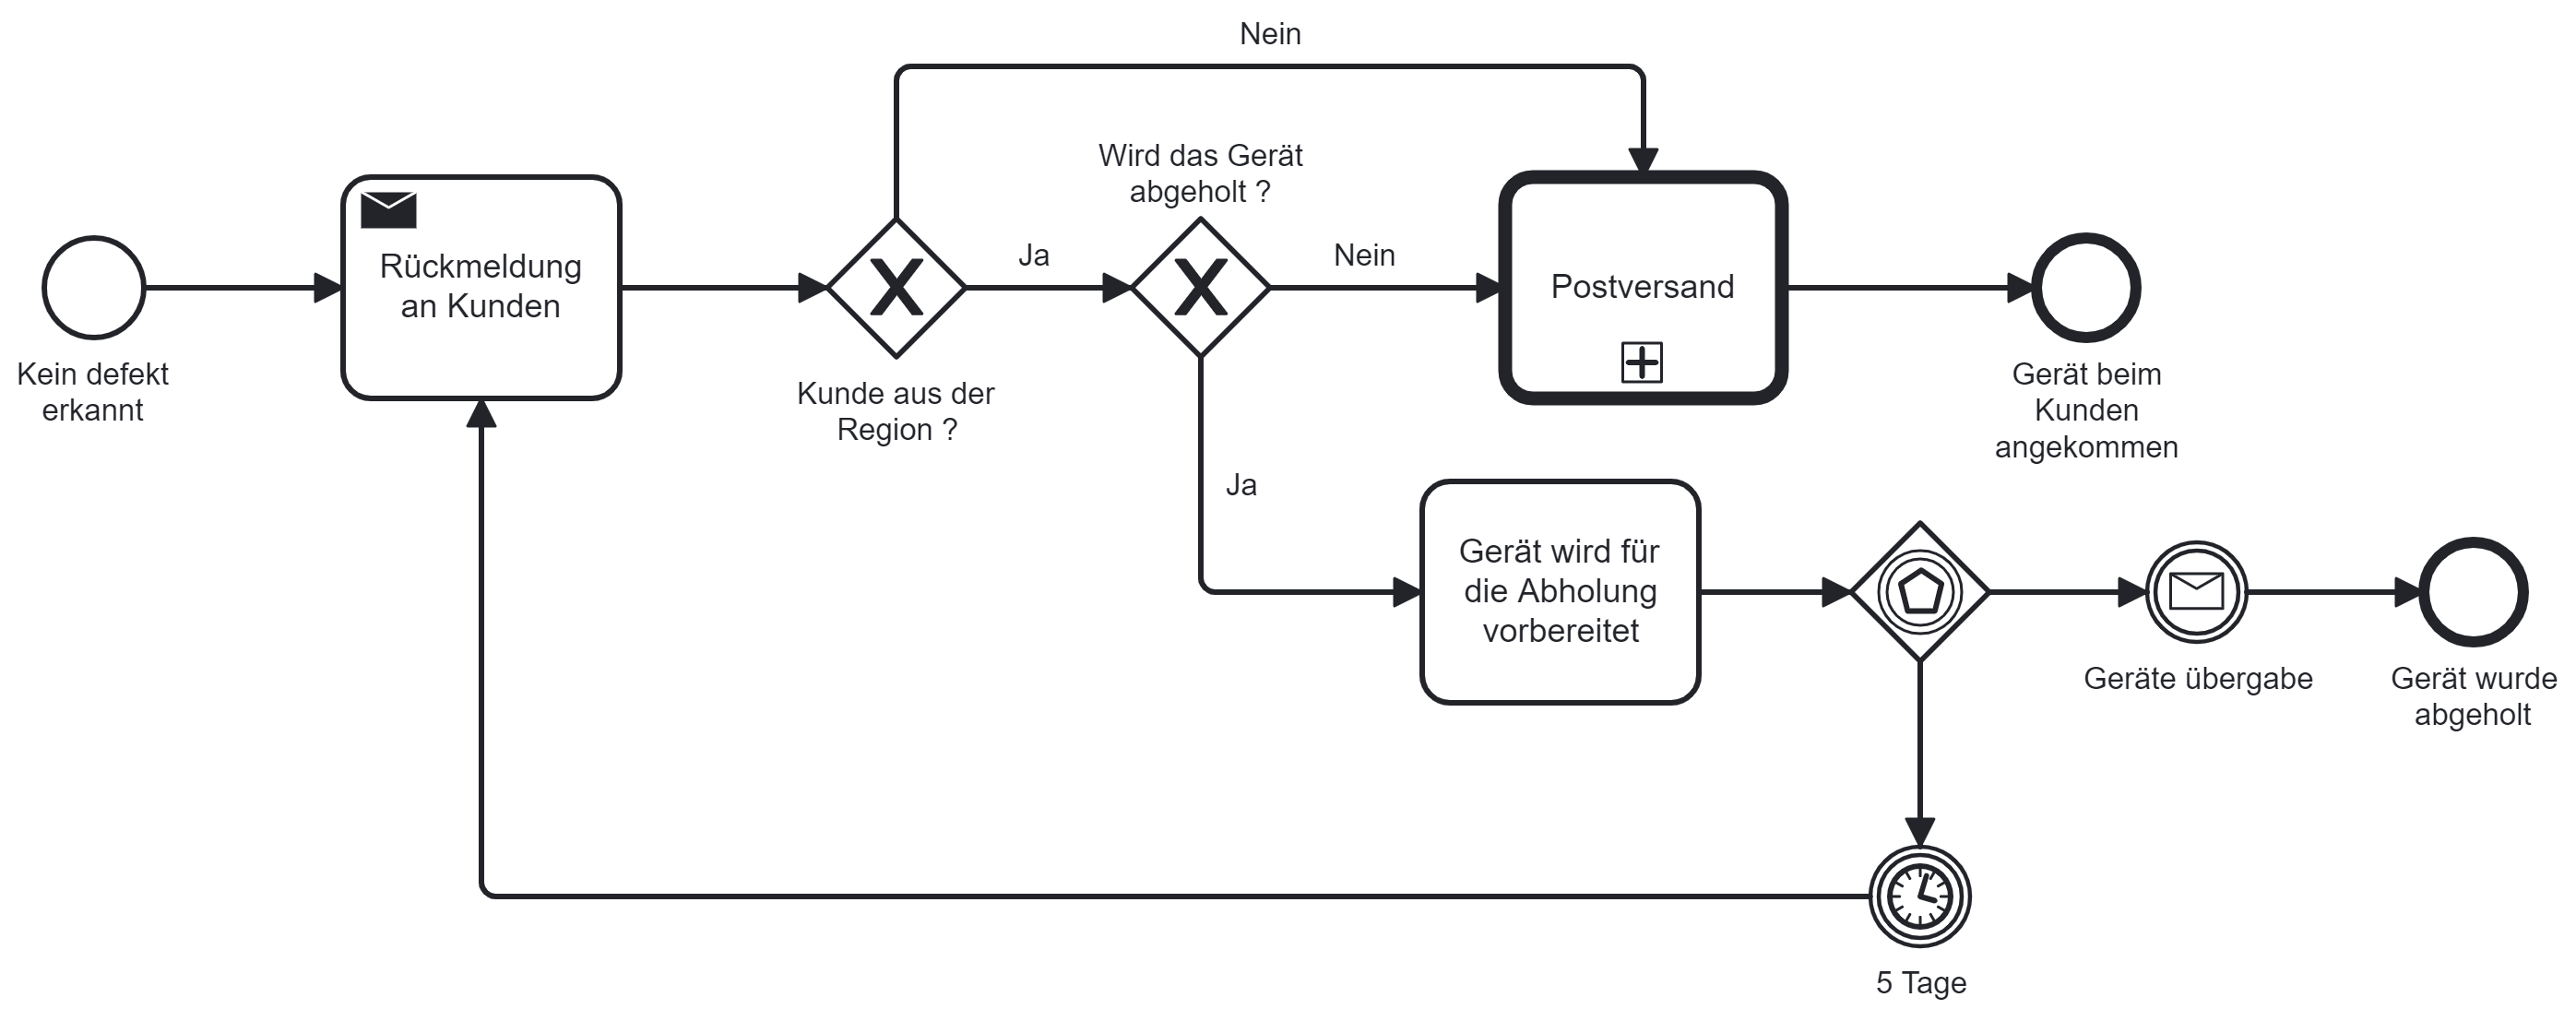 Nein
Wird das Gerät
abgeholt ?
Rückmeldung
an Kunden
Ja
Nein
Postversand
Kein defekt
erkannt
Kunde aus der
Region ?
Gerät beim
Kunden
angekommen
Ja
Gerät wird für
die Abholung
vorbereitet
Geräte übergabe
Gerät wurde
abgeholt
5 Tage